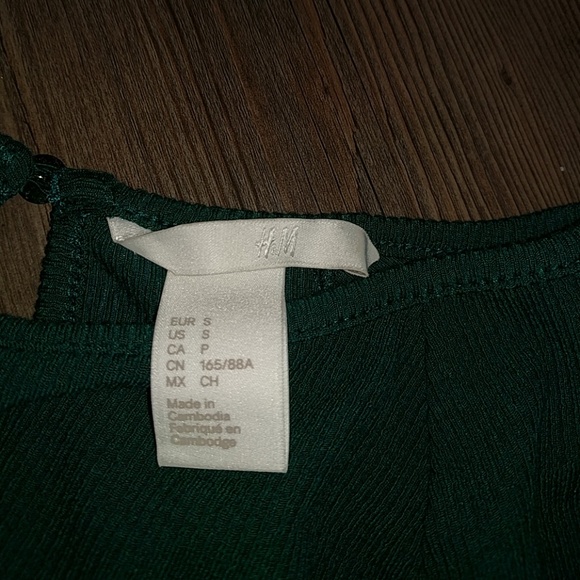 H&M
EUR S
US S
CA P
CN 165/88A
MX CH
Made in
Cambodia
Fabriqué en
Cambodge